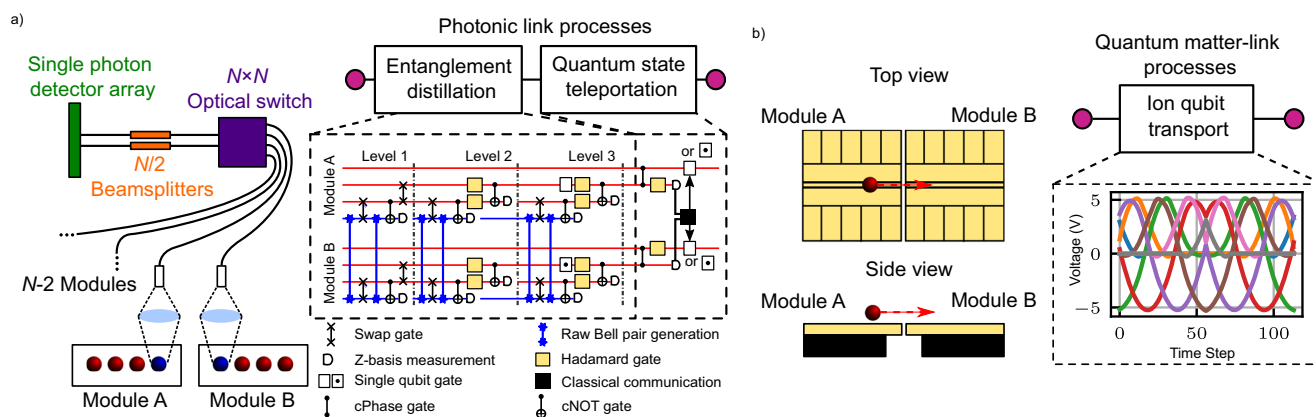 a)
Single photon
detector array
N×N
Optical switch
N/2
Beamsplitters
N-2 Modules
Module A
Module B
Photonic link processes
Entanglement
distillation
Quantum state
teleportation
Level 1
Level 2
Level 3
Module A
Module B
or
or
Swap gate
Z-basis measurement
Single qubit gate
cPhase gate
Raw Bell pair generation
Hadamard gate
Classical communication
cNOT gate
b)
Top view
Module A
Module B
Side view
Module A
Module B
Quantum matter-link
processes
Ion qubit
transport
Voltage (V)
5
0
−5
0
50
100
Time Step